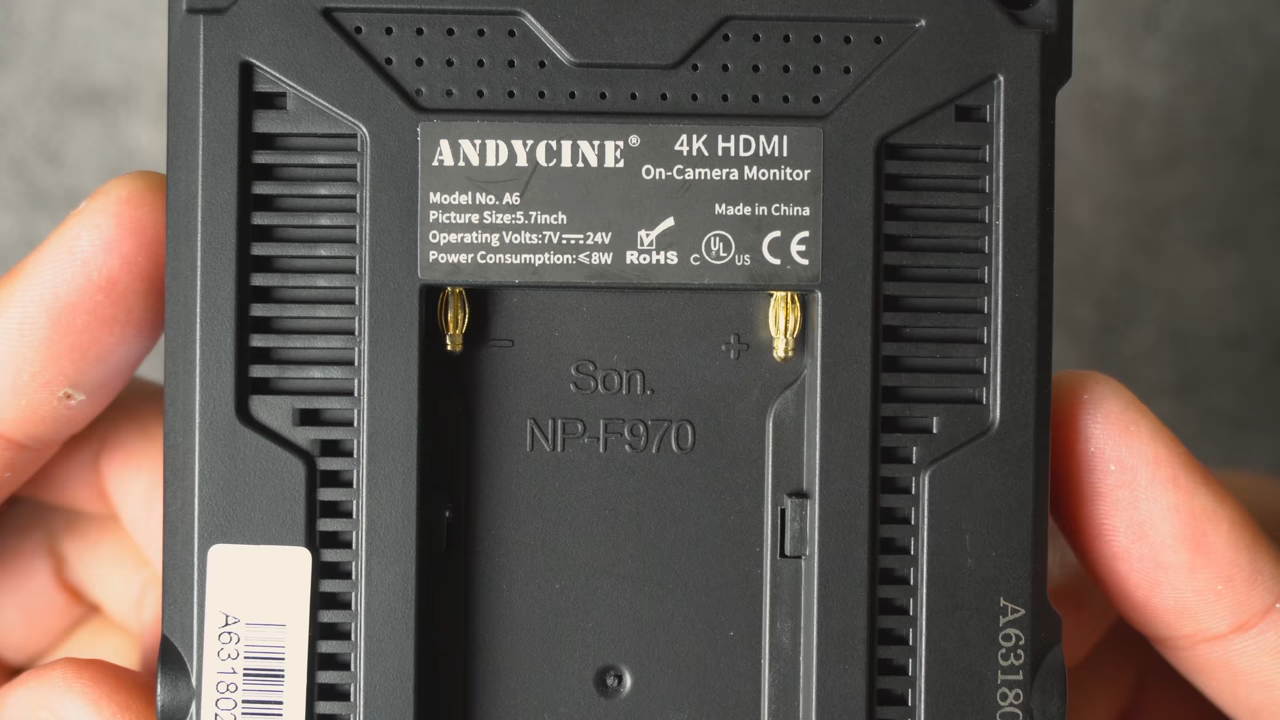 ANDYCINE®
4K HDMI
On-Camera Monitor
Model No. A6
Picture Size:5.7inch
Operating Volts:7V⎓24V
Power Consumption:≤8W
Made in China
RoHS
C UL US
CE
− +
Son.
NP-F970
A631802
A63180